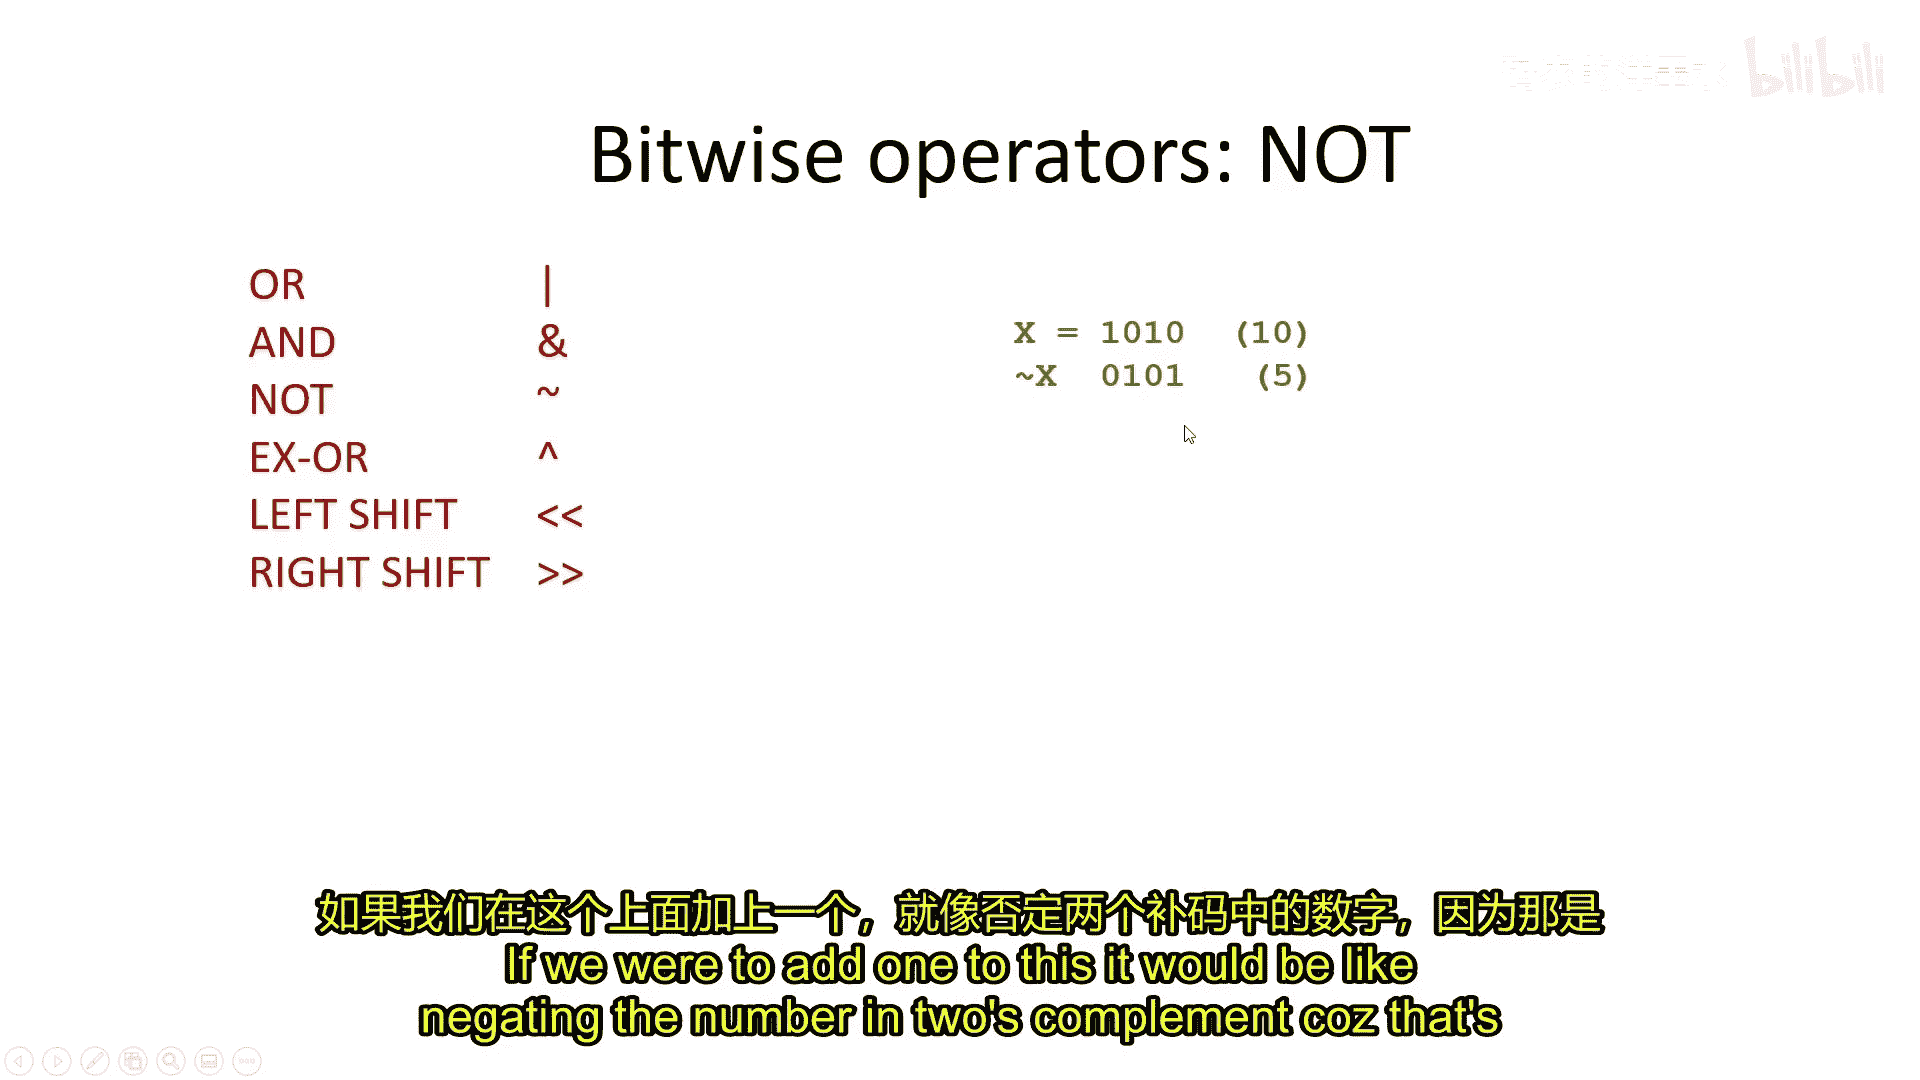 bilibili
Bitwise operators: NOT
OR |
AND &
NOT ~
EX-OR ^
LEFT SHIFT <<
RIGHT SHIFT >>
X = 1010 (10)
~X 0101 (5)
如果我们在这个上面加上一个，就像否定两个补码中的数字，因为那是
If we were to add one to this it would be like
negating the number in two's complement coz that's